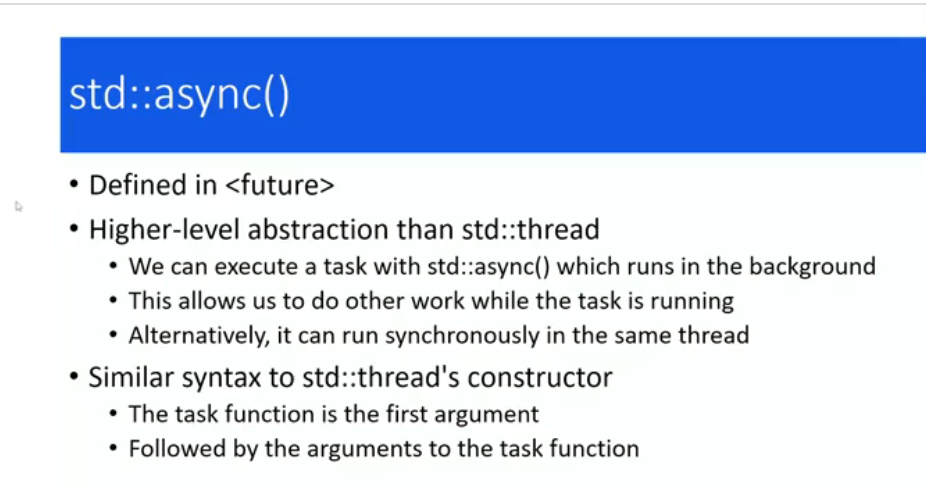 std::async()
• Defined in <future>
• Higher-level abstraction than std::thread
• We can execute a task with std::async() which runs in the background
• This allows us to do other work while the task is running
• Alternatively, it can run synchronously in the same thread
• Similar syntax to std::thread's constructor
• The task function is the first argument
• Followed by the arguments to the task function